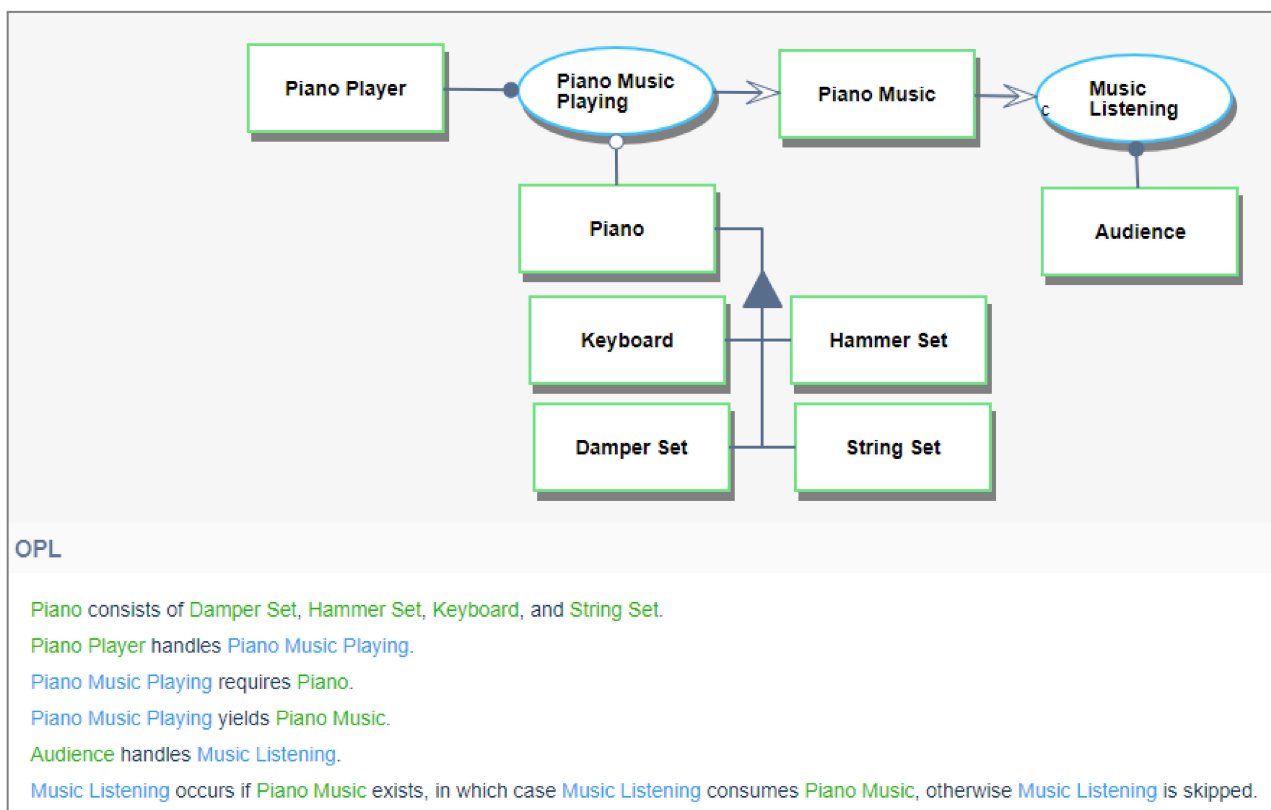 Piano Player
Piano Music
Playing
Piano Music
Music
Listening
c
Piano
Audience
Keyboard
Hammer Set
Damper Set
String Set
OPL
Piano consists of Damper Set, Hammer Set, Keyboard, and String Set.
Piano Player handles Piano Music Playing.
Piano Music Playing requires Piano.
Piano Music Playing yields Piano Music.
Audience handles Music Listening.
Music Listening occurs if Piano Music exists, in which case Music Listening consumes Piano Music, otherwise Music Listening is skipped.